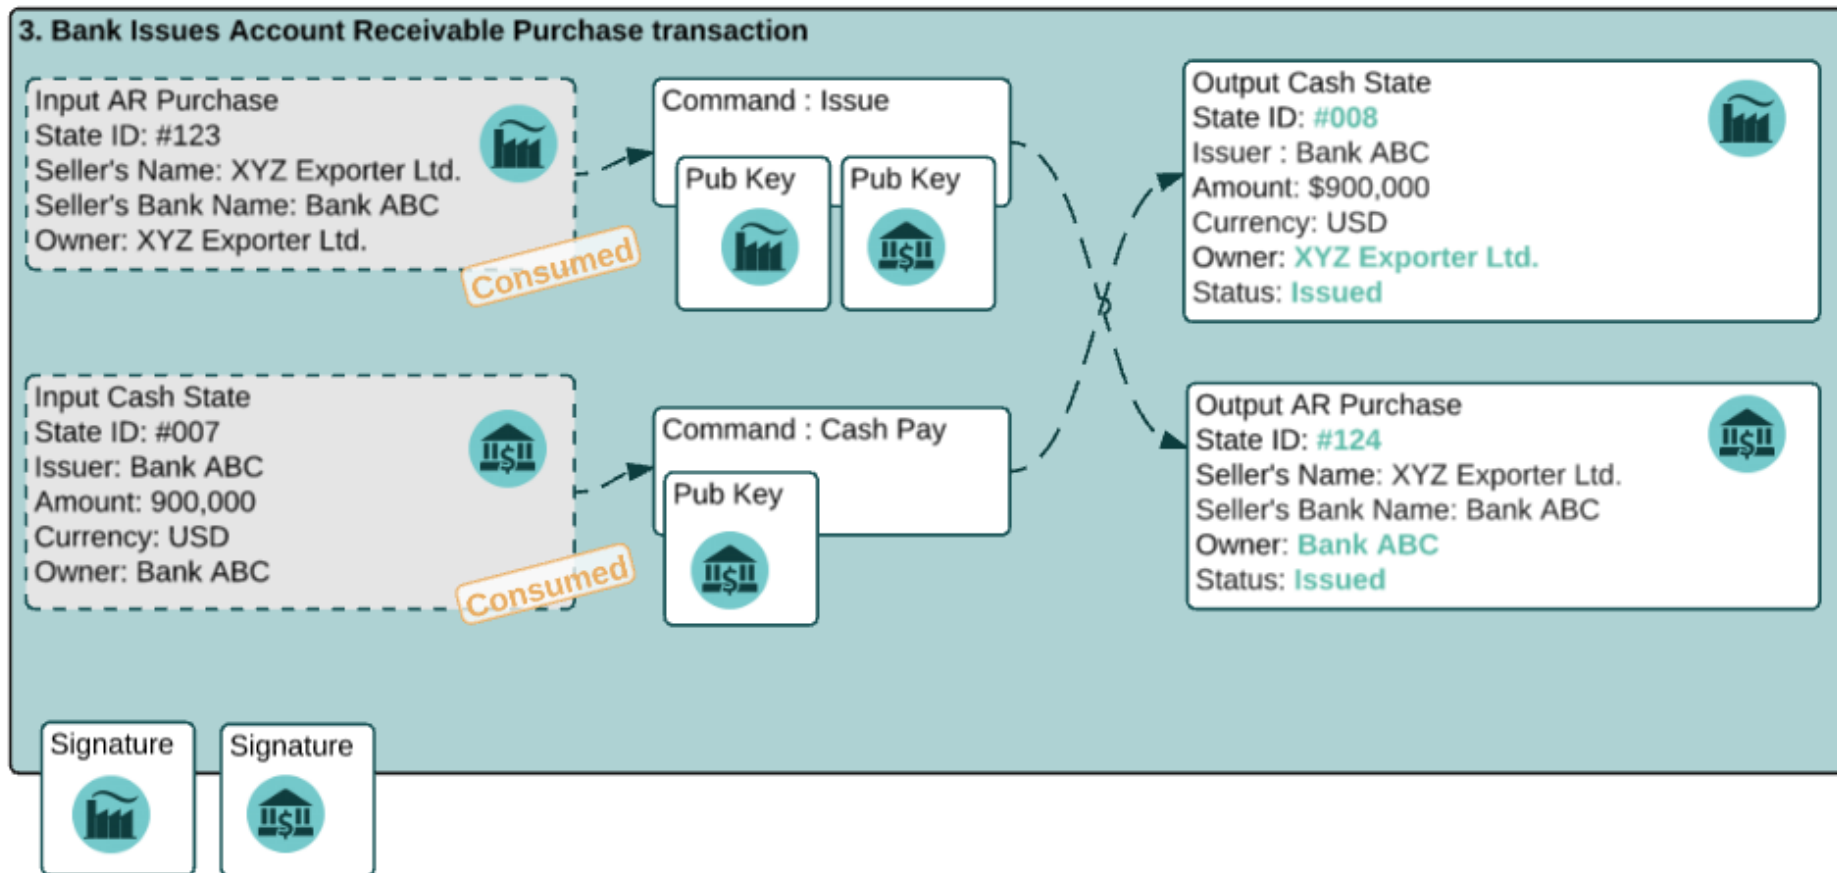 3. Bank Issues Account Receivable Purchase transaction
Input AR Purchase
State ID: #123
Seller's Name: XYZ Exporter Ltd.
Seller's Bank Name: Bank ABC
Owner: XYZ Exporter Ltd.
Consumed
Command : Issue
Pub Key
Pub Key
Output Cash State
State ID: #008
Issuer : Bank ABC
Amount: $900,000
Currency: USD
Owner: XYZ Exporter Ltd.
Status: Issued
Input Cash State
State ID: #007
Issuer: Bank ABC
Amount: 900,000
Currency: USD
Owner: Bank ABC
Consumed
Command : Cash Pay
Pub Key
Output AR Purchase
State ID: #124
Seller's Name: XYZ Exporter Ltd.
Seller's Bank Name: Bank ABC
Owner: Bank ABC
Status: Issued
Signature
Signature